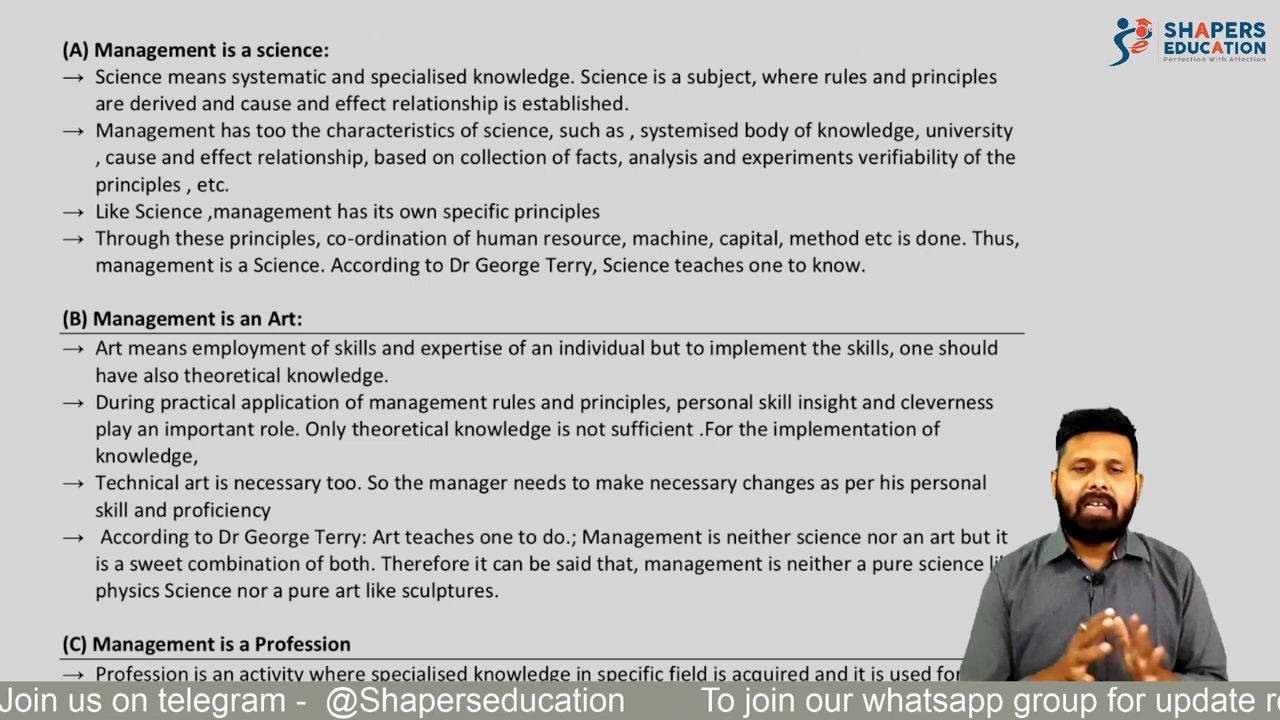 SHAPERS
EDUCATION
Perfection With Affection
(A) Management is a science:
→ Science means systematic and specialised knowledge. Science is a subject, where rules and principles
are derived and cause and effect relationship is established.
→ Management has too the characteristics of science, such as , systemised body of knowledge, university
, cause and effect relationship, based on collection of facts, analysis and experiments verifiability of the
principles , etc.
→ Like Science ,management has its own specific principles
→ Through these principles, co-ordination of human resource, machine, capital, method etc is done. Thus,
management is a Science. According to Dr George Terry, Science teaches one to know.
(B) Management is an Art:
→ Art means employment of skills and expertise of an individual but to implement the skills, one should
have also theoretical knowledge.
→ During practical application of management rules and principles, personal skill insight and cleverness
play an important role. Only theoretical knowledge is not sufficient .For the implementation of
knowledge,
→ Technical art is necessary too. So the manager needs to make necessary changes as per his personal
skill and proficiency
→ According to Dr George Terry: Art teaches one to do.; Management is neither science nor an art but it
is a sweet combination of both. Therefore it can be said that, management is neither a pure science
physics Science nor a pure art like sculptures.
(C) Management is a Profession
→ Profession is an activity where specialised knowledge in specific field is acquired and it is used for
Join us on telegram - @Shaperseducation To join our whatsapp group for update